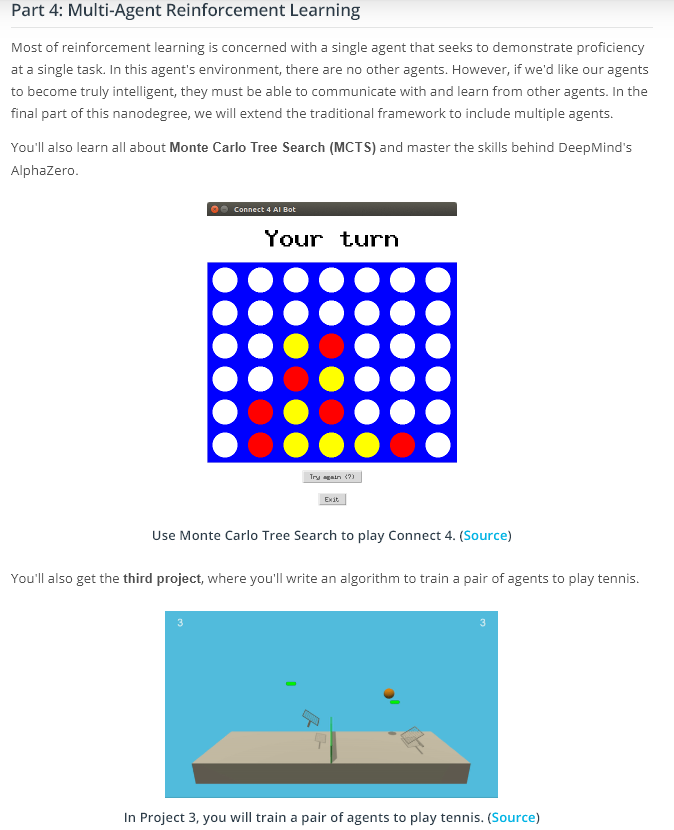 Part 4: Multi-Agent Reinforcement Learning
Most of reinforcement learning is concerned with a single agent that seeks to demonstrate proficiency
at a single task. In this agent's environment, there are no other agents. However, if we'd like our agents
to become truly intelligent, they must be able to communicate with and learn from other agents. In the
final part of this nanodegree, we will extend the traditional framework to include multiple agents.
You'll also learn all about Monte Carlo Tree Search (MCTS) and master the skills behind DeepMind's
AlphaZero.
Connect 4 AI Bot
Your turn
Try again (?)
Exit
Use Monte Carlo Tree Search to play Connect 4. (Source)
You'll also get the third project, where you'll write an algorithm to train a pair of agents to play tennis.
3 3
In Project 3, you will train a pair of agents to play tennis. (Source)